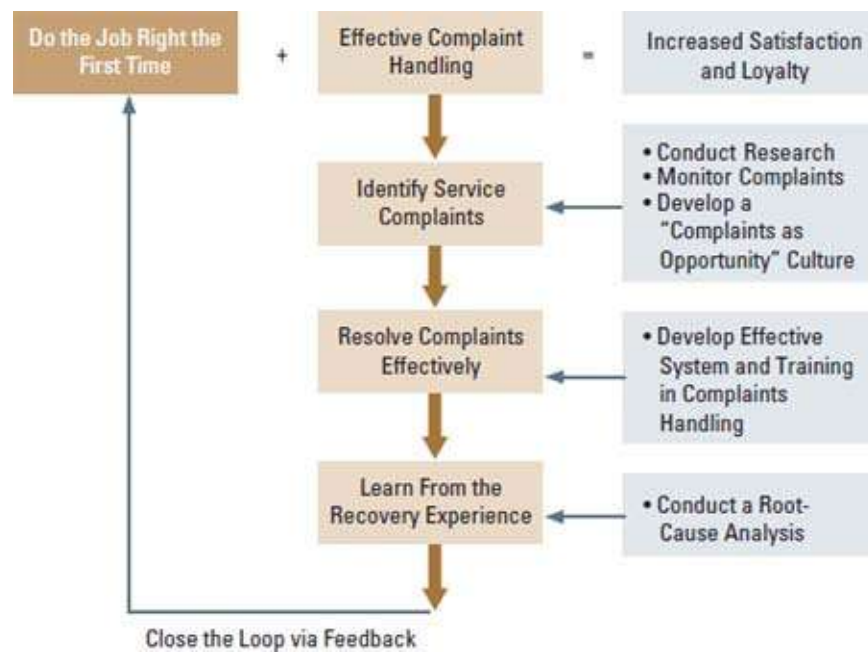 Do the Job Right the
First Time
+
Effective Complaint
Handling
=
Increased Satisfaction
and Loyalty
Identify Service
Complaints
• Conduct Research
• Monitor Complaints
• Develop a
"Complaints as
Opportunity" Culture
Resolve Complaints
Effectively
• Develop Effective
System and Training
in Complaints
Handling
Learn From the
Recovery Experience
• Conduct a Root-
Cause Analysis
Close the Loop via Feedback